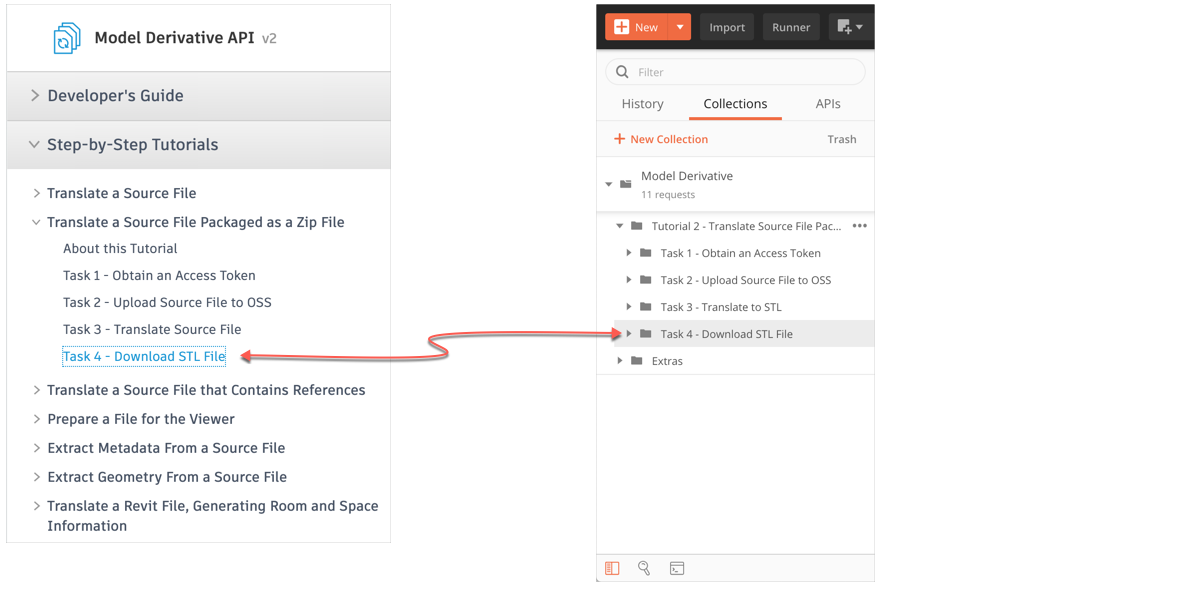 Model Derivative API v2
Developer's Guide
Step-by-Step Tutorials
Translate a Source File
Translate a Source File Packaged as a Zip File
About this Tutorial
Task 1 - Obtain an Access Token
Task 2 - Upload Source File to OSS
Task 3 - Translate Source File
Task 4 - Download STL File
Translate a Source File that Contains References
Prepare a File for the Viewer
Extract Metadata From a Source File
Extract Geometry From a Source File
Translate a Revit File, Generating Room and Space
Information
New Import Runner
Filter
History Collections APIs
+ New Collection Trash
Model Derivative
11 requests
Tutorial 2 - Translate Source File Pac...
Task 1 - Obtain an Access Token
Task 2 - Upload Source File to OSS
Task 3 - Translate to STL
Task 4 - Download STL File
Extras